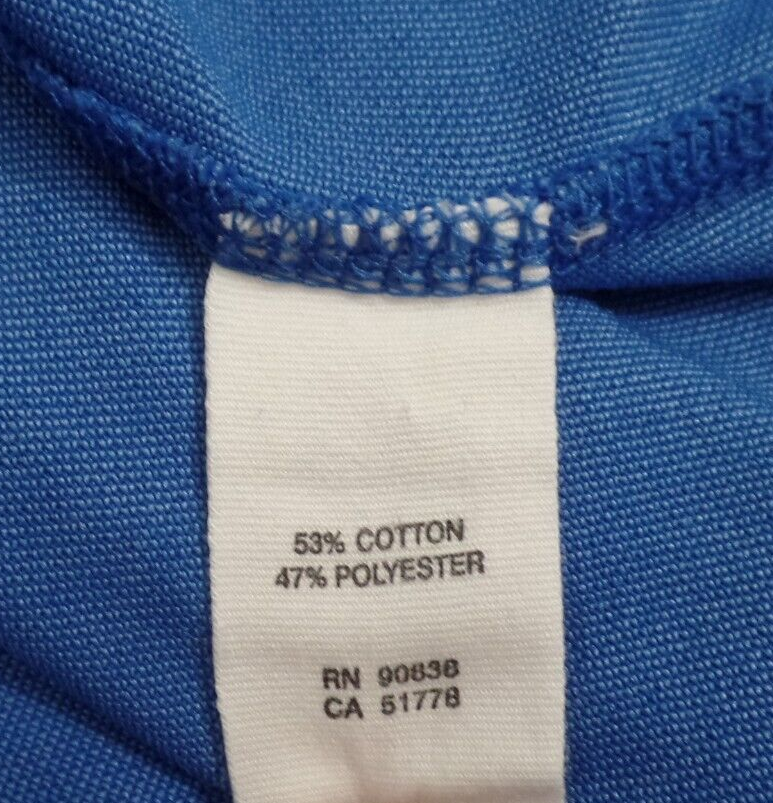 53% COTTON
47% POLYESTER
RN 90838
CA 51778